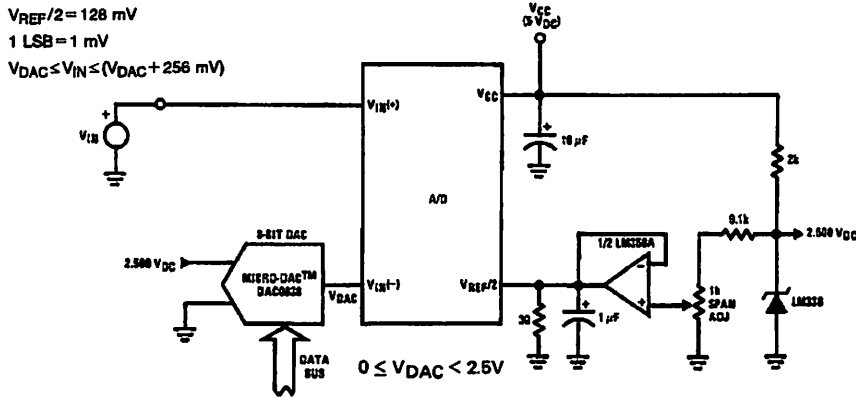 VREF/2=128 mV
1 LSB=1 mV
VDAC≤VIN≤(VDAC+256 mV)
VCC
(5 VDC)
VIN(+)
VCC
+
VIN
+
10 μF
2k
A/D
8-BIT DAC
9.1k
2.500 VDC
1/2 LM358A
2.500 VDC
MICRO-DAC™
VIN(−)
VDAC
VREF/2
−
+
1k
SPAN
ADJ
LM336
+
1 μF
DATA
BUS
0 ≤ VDAC < 2.5V